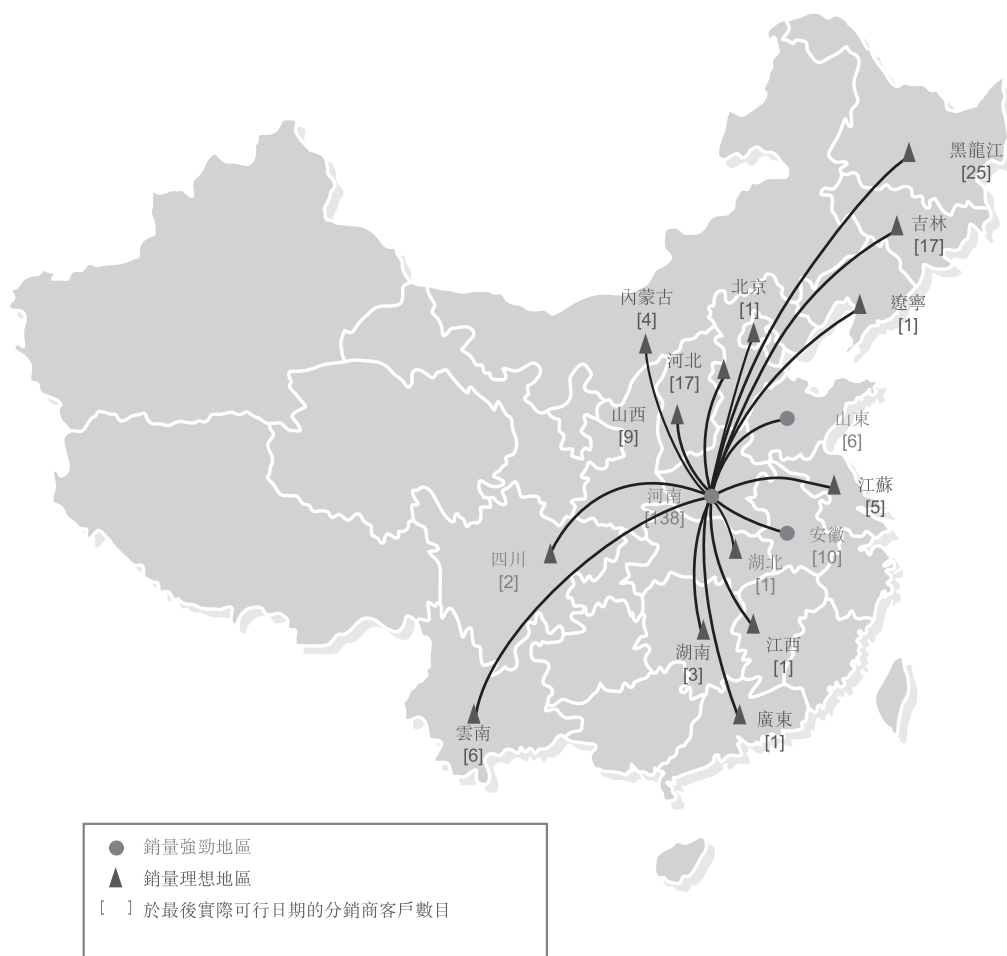 黑龍江
[25]
吉林
[17]
北京
[1]
內蒙古
[4]
遼寧
[1]
河北
[17]
山西
[9]
山東
[6]
江蘇
[5]
河南
[138]
安徽
[10]
四川
[2]
湖北
[1]
湖南
[3]
江西
[1]
廣東
[1]
雲南
[6]
銷量強勁地區
銷量理想地區
[ ] 於最後實際可行日期的分銷商客戶數目